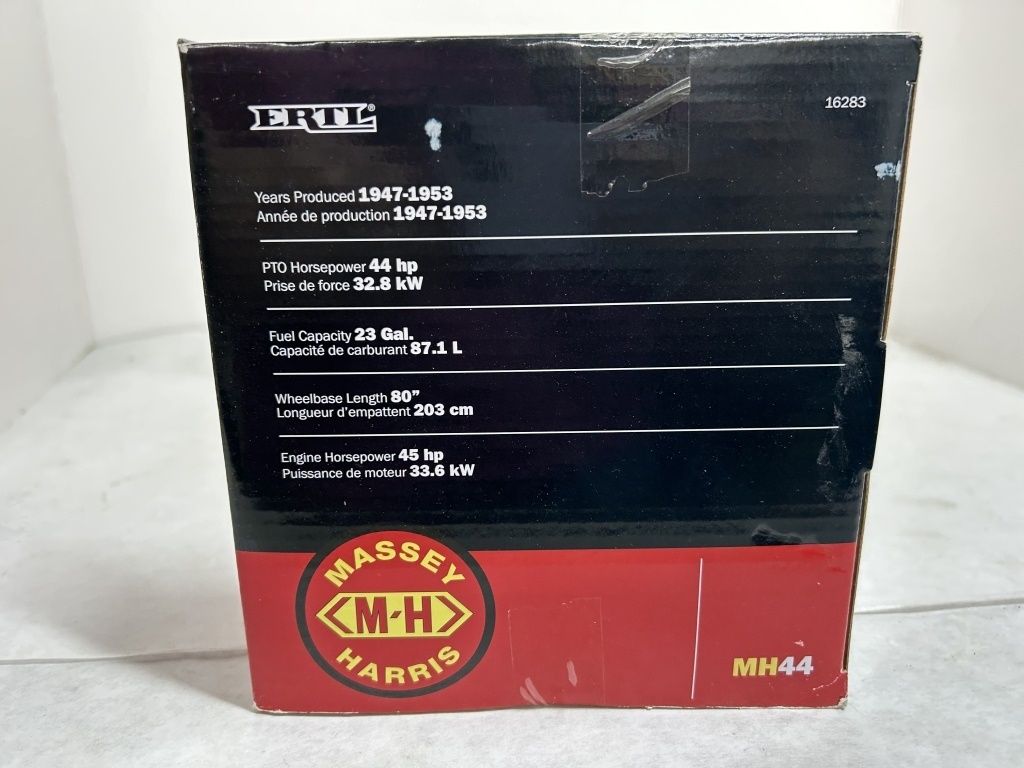 ERTL®
16283
Years Produced 1947-1953
Année de production 1947-1953
PTO Horsepower 44 hp
Prise de force 32.8 kW
Fuel Capacity 23 Gal.
Capacité de carburant 87.1 L
Wheelbase Length 80”
Longueur d’empattent 203 cm
Engine Horsepower 45 hp
Puissance de moteur 33.6 kW
MASSEY
M-H
HARRIS
MH44